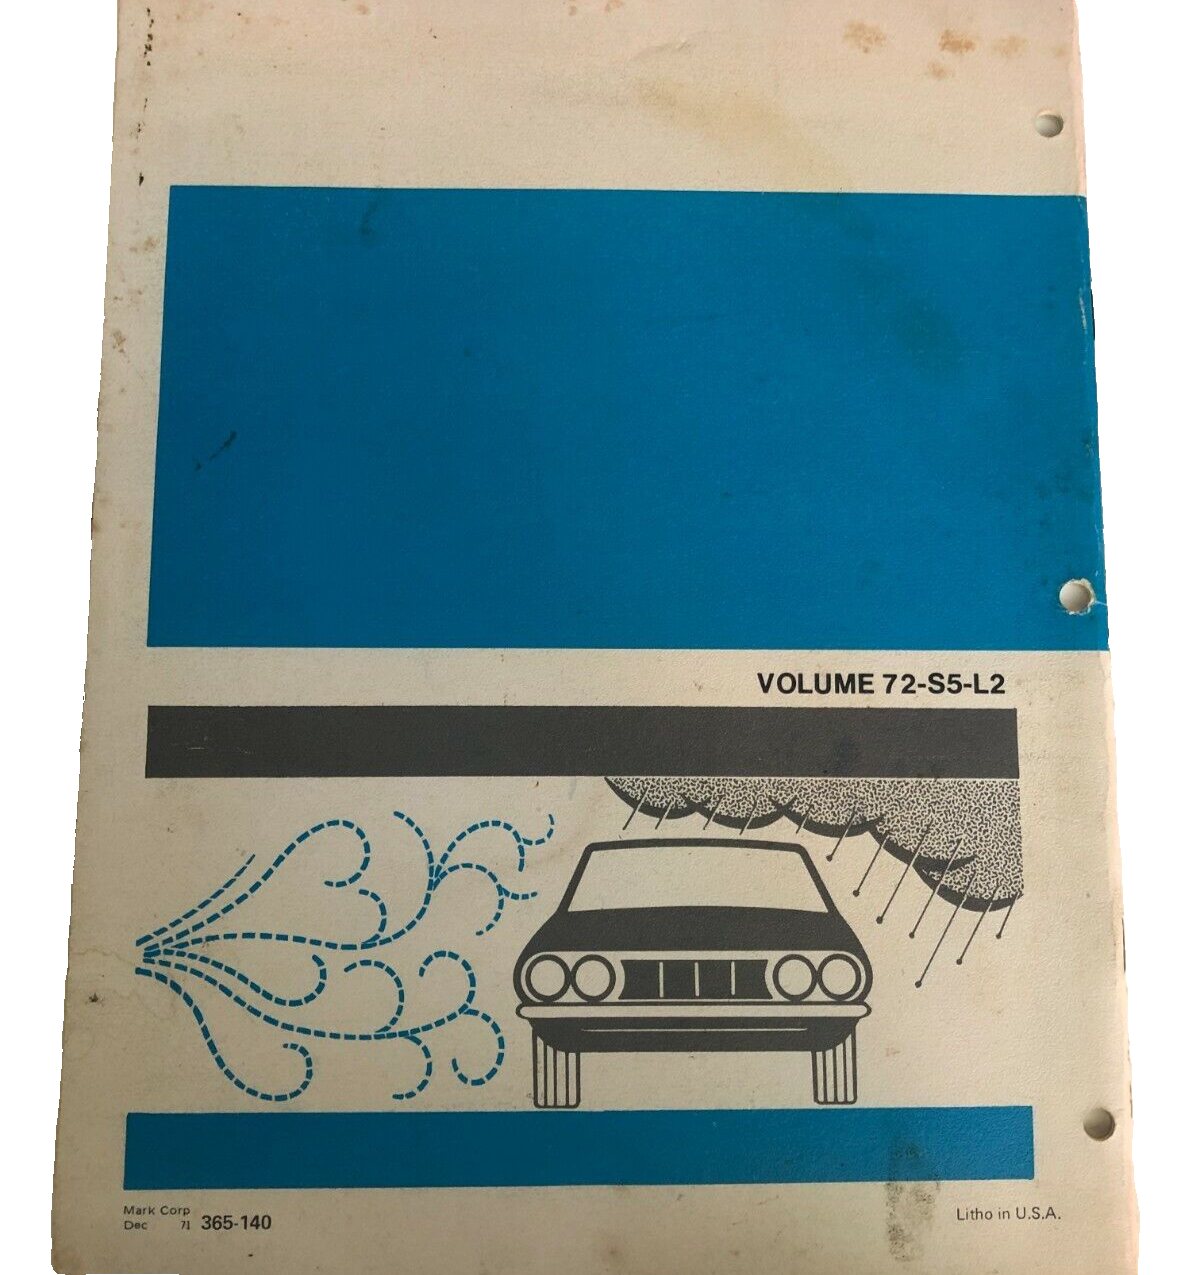 VOLUME 72-S5-L2
Mark Corp
Dec 71 365-140
Litho in U.S.A.